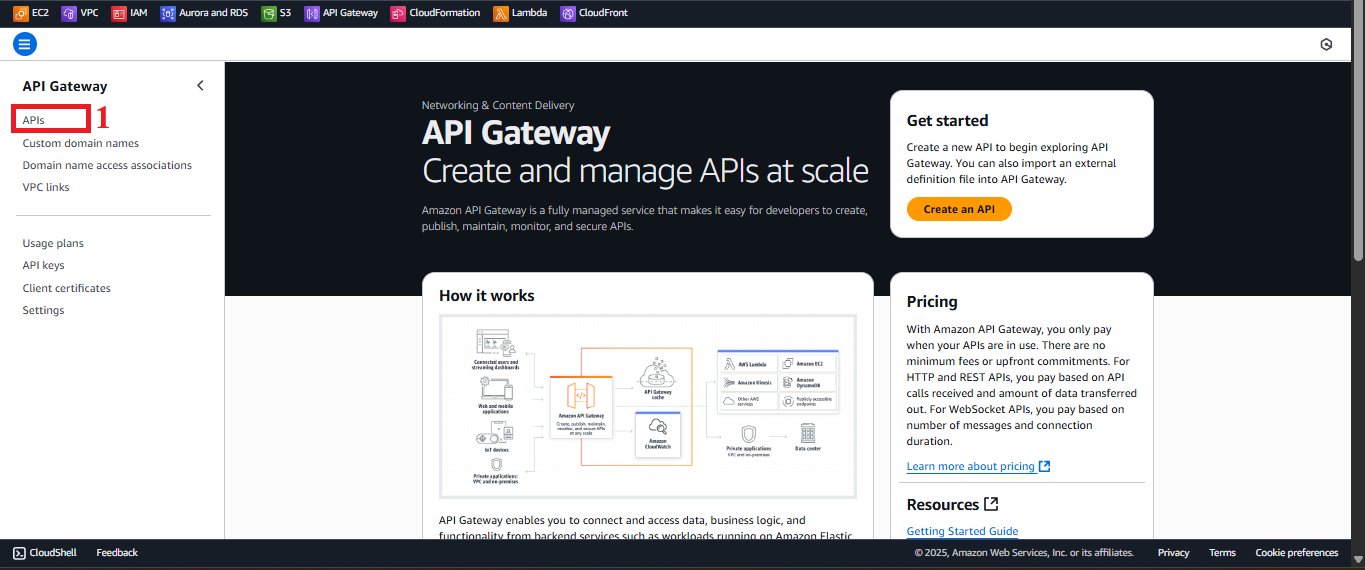 EC2 VPC IAM Aurora and RDS S3 API Gateway CloudFormation Lambda CloudFront
API Gateway
APIs 1
Custom domain names
Domain name access associations
VPC links
Usage plans
API keys
Client certificates
Settings
Networking & Content Delivery
API Gateway
Create and manage APIs at scale
Amazon API Gateway is a fully managed service that makes it easy for developers to create,
publish, maintain, monitor, and secure APIs.
Get started
Create a new API to begin exploring API
Gateway. You can also import an external
definition file into API Gateway.
Create an API
How it works
Connected users and
streaming dashboards
Web and mobile
applications
IoT devices
Private applications:
VPC and on-premises
Amazon API Gateway
Create, publish, maintain,
monitor, and secure APIs
at any scale
API Gateway
cache
Amazon
CloudWatch
AWS Lambda
Amazon EC2
Amazon Kinesis
Amazon
DynamoDB
Other AWS
services
Publicly accessible
endpoints
Private applications
VPC and on-premises
Data center
API Gateway enables you to connect and access data, business logic, and
functionality from backend services such as workloads running on Amazon Elastic
Pricing
With Amazon API Gateway, you only pay
when your APIs are in use. There are no
minimum fees or upfront commitments. For
HTTP and REST APIs, you pay based on API
calls received and amount of data transferred
out. For WebSocket APIs, you pay based on
number of messages and connection
duration.
Learn more about pricing
Resources
Getting Started Guide
CloudShell Feedback © 2025, Amazon Web Services, Inc. or its affiliates. Privacy Terms Cookie preferences